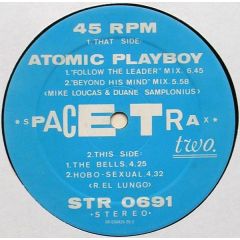 45 RPM
1.THAT SIDE:
ATOMIC PLAYBOY
1."FOLLOW THE LEADER" MIX. 6.45
2."BEYOND HIS MIND" MIX. 5.58
(MIKE LOUCAS & DUANE SAMPLONIUS)
*SPACE TRAX*
two.
2.THIS SIDE:
1.THE BELLS. 4.25
2.HOBO-SEXUAL. 4.32
(R.EL LUNGO)
STR 0691
•STEREO•